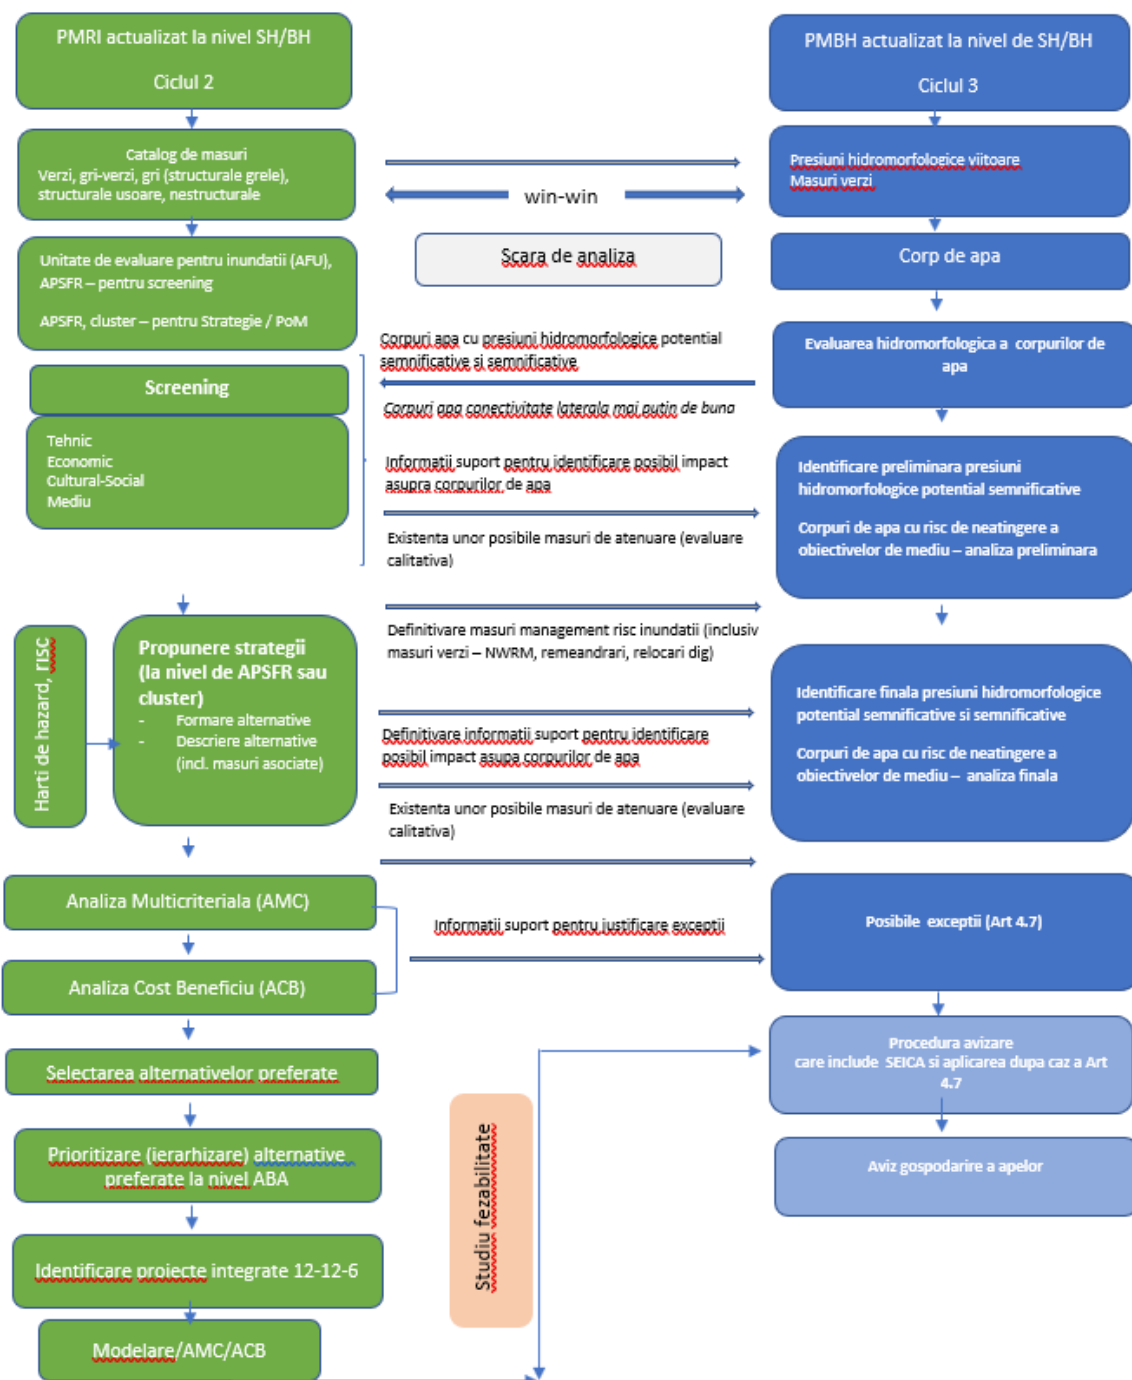 PMRI actualizat la nivel SH/BH
Ciclul 2
Catalog de masuri
Verzi, gri-verzi, gri (structurale grele),
structurale usoare, nestructurale
Unitate de evaluare pentru inundatii (AFU),
APSFR – pentru screening
APSFR, cluster – pentru Strategie / PoM
Screening
Tehnic
Economic
Cultural-Social
Mediu
Harti de hazard, risc
Propunere strategii
(la nivel de APSFR sau
cluster)
- Formare alternative
- Descriere alternative
(incl. masuri asociate)
Analiza Multicriteriala (AMC)
Analiza Cost Beneficiu (ACB)
Selectarea alternativelor preferate
Prioritizare (ierarhizare) alternative
preferate la nivel ABA
Identificare proiecte integrate 12-12-6
Modelare/AMC/ACB
win-win
Scara de analiza
Corpuri apa cu presiuni hidromorfologice potential
semnificative si semnificative
Corpuri apa conectivitate laterala mai putin de buna
Informatii suport pentru identificare posibil impact
asupra corpurilor de apa
Existenta unor posibile masuri de atenuare (evaluare
calitativa)
Definitivare masuri management risc inundatii (inclusiv
masuri verzi – NWRM, remeandrari, relocari dig)
Definitivare informatii suport pentru identificare
posibil impact asupa corpurilor de apa
Existenta unor posibile masuri de atenuare (evaluare
calitativa)
Informatii suport pentru justificare exceptii
Studiu fezabilitate
PMBH actualizat la nivel de SH/BH
Ciclul 3
Presiuni hidromorfologice viitoare
Masuri verzi
Corp de apa
Evaluarea hidromorfologica a corpurilor de
apa
Identificare preliminara presiuni
hidromorfologice potential semnificative
Corpuri de apa cu risc de neatingere a
obiectivelor de mediu – analiza preliminara
Identificare finala presiuni hidromorfologice
potential semnificative si semnificative
Corpuri de apa cu risc de neatingere a
obiectivelor de mediu – analiza finala
Posibile exceptii (Art 4.7)
Procedura avizare
care include SEICA si aplicarea dupa caz a Art
4.7
Aviz gospodarire a apelor